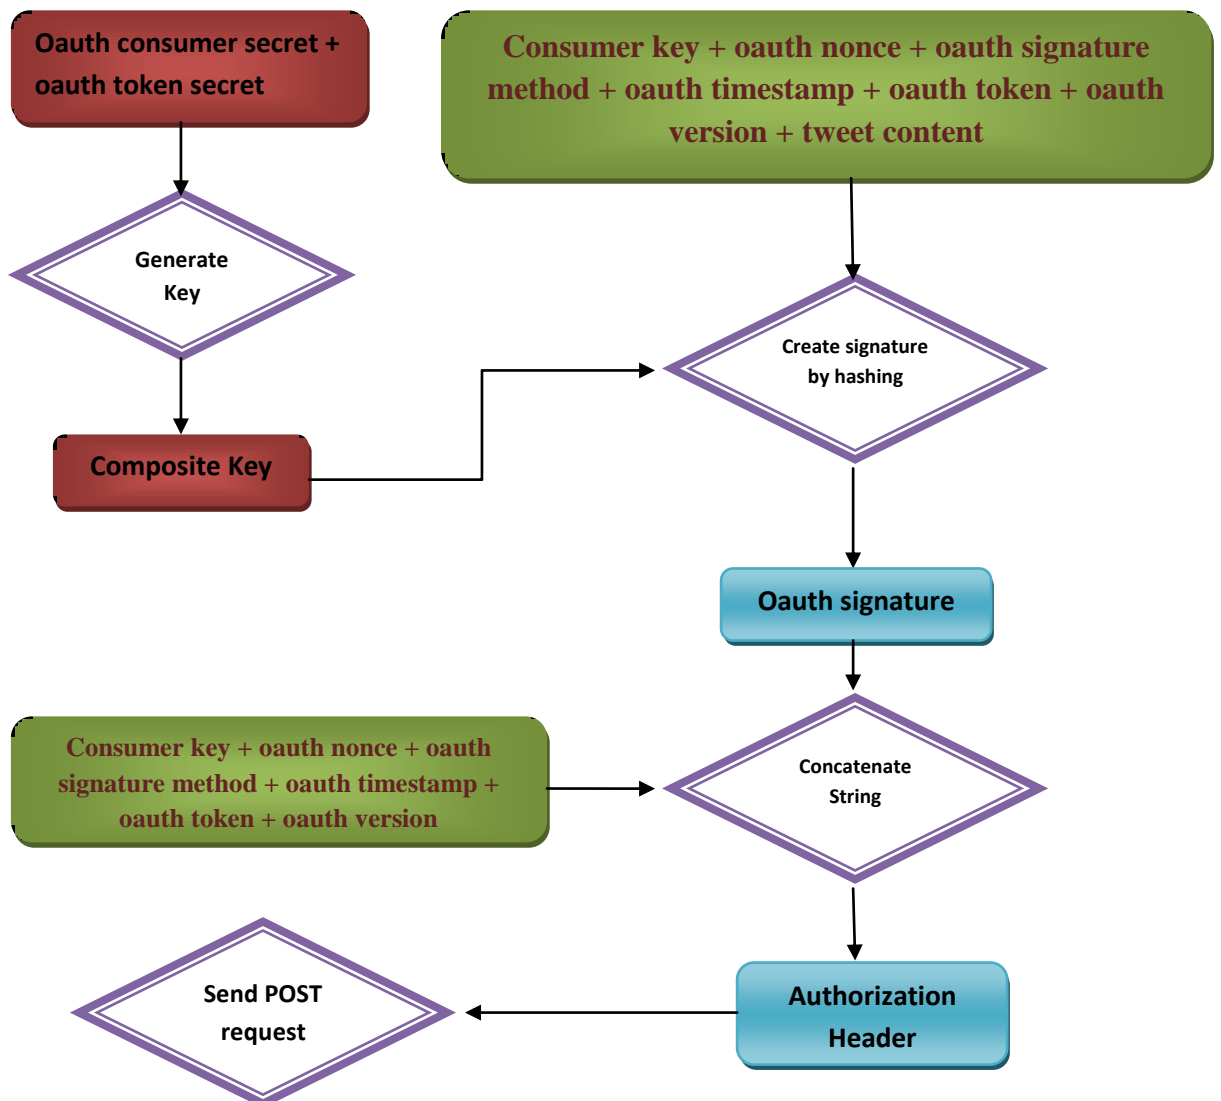 Oauth consumer secret +
oauth token secret
Consumer key + oauth nonce + oauth signature
method + oauth timestamp + oauth token + oauth
version + tweet content
Generate
Key
Create signature
by hashing
Composite Key
Oauth signature
Consumer key + oauth nonce + oauth
signature method + oauth timestamp +
oauth token + oauth version
Concatenate
String
Send POST
request
Authorization
Header